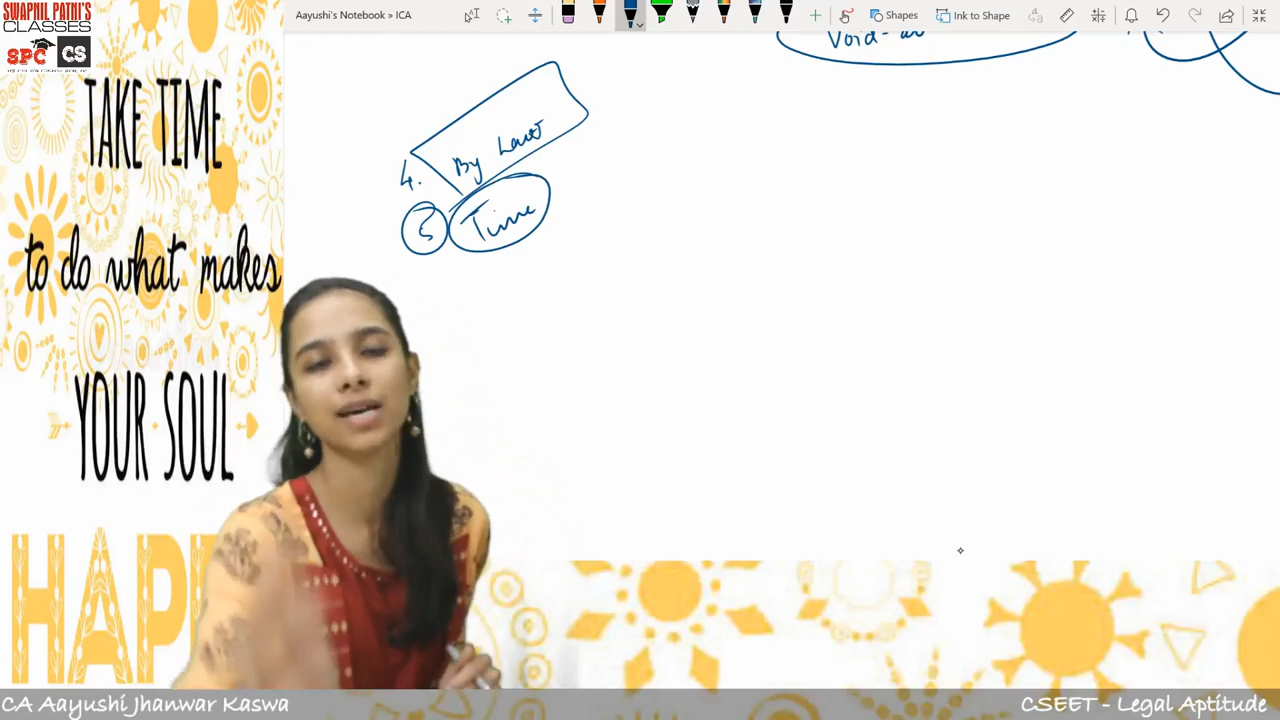 SWAPNIL PATNI'S
CLASSES
SPC CS
TAKE TIME
to do what makes
YOUR SOUL
HAP
Aayushi's Notebook » ICA
Shapes
Ink to Shape
4. By Law
5 Time
CA Aayushi Jhanwar Kaswa
CSEET - Legal Aptitude